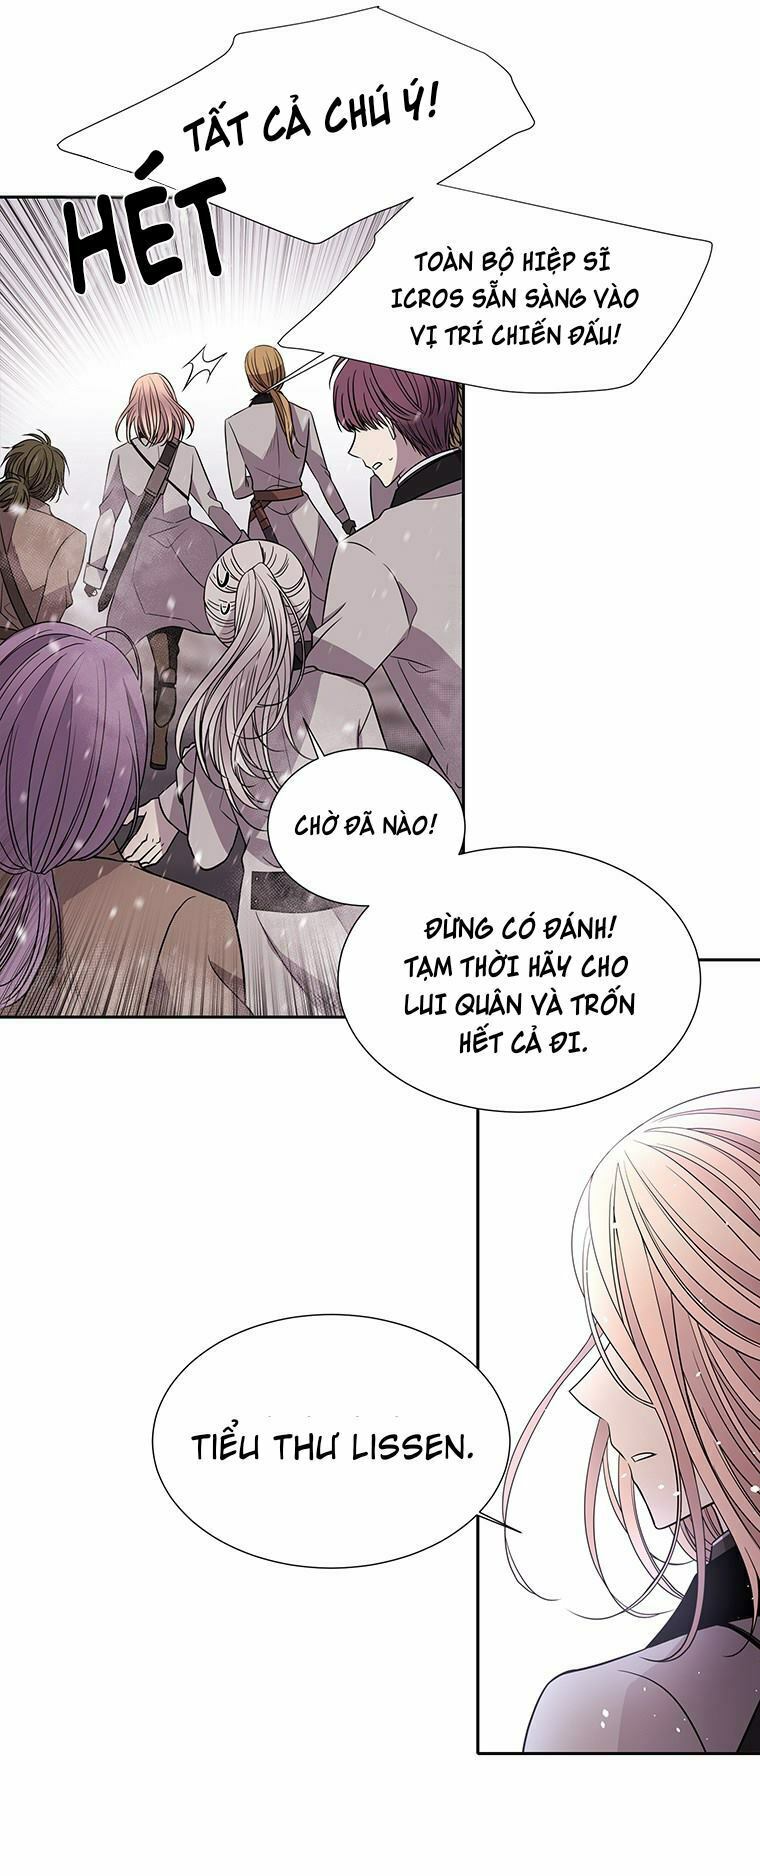 TẤT CẢ CHÚ Ý!
HÉT
TOÀN BỘ HIỆP SĨ
ICROS SẴN SÀNG VÀO
VỊ TRÍ CHIẾN ĐẤU!
CHỜ ĐÃ NÀO!
ĐỪNG CÓ ĐÁNH!
TẠM THỜI HÃY CHO
LUI QUÂN VÀ TRỐN
HẾT CẢ ĐI.
TIỂU THƯ LISSEN.